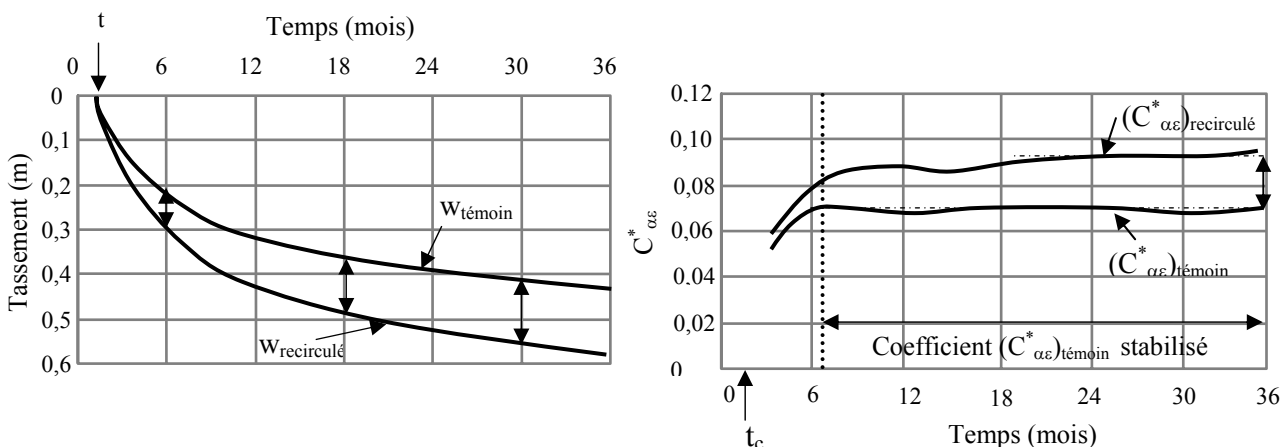 t
Temps (mois)
0 6 12 18 24 30 36
0
0,1
0,2
0,3
0,4
0,5
0,6
Tassement (m)
wtémoin
wrecirculé
0,12
0,10
0,08
0,06
0,04
0,02
0
C*αε
(C*αε)recirculé
(C*αε)témoin
Coefficient (C*αε)témoin stabilisé
0 6 12 18 24 30 36
tc
Temps (mois)